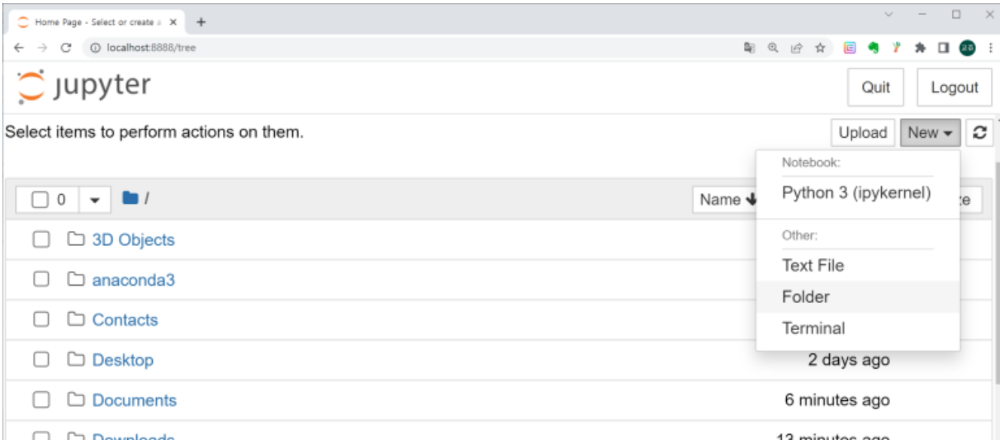 Home Page - Select or create a
localhost:8888/tree
jupyter
Quit
Logout
Select items to perform actions on them.
Upload
New
Notebook:
Python 3 (ipykernel)
Other:
Text File
Folder
Terminal
0
/
Name
ze
3D Objects
anaconda3
Contacts
Desktop
2 days ago
Documents
6 minutes ago
Downloads
13 minutes ago